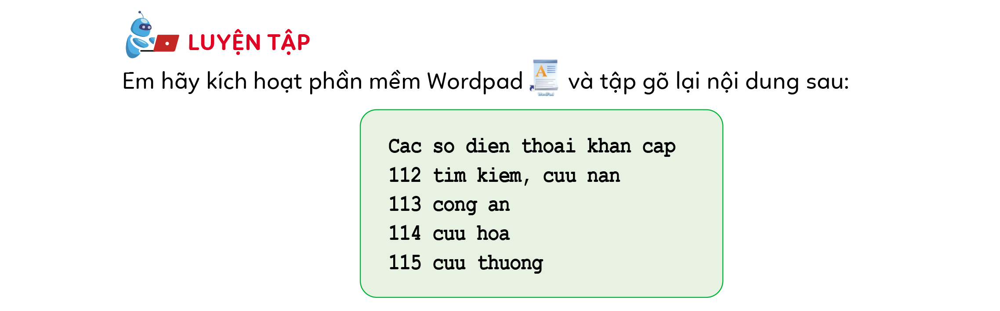 LUYỆN TẬP
Em hãy kích hoạt phần mềm Wordpad WordPad và tập gõ lại nội dung sau:
Cac so dien thoai khan cap
112 tim kiem, cuu nan
113 cong an
114 cuu hoa
115 cuu thuong